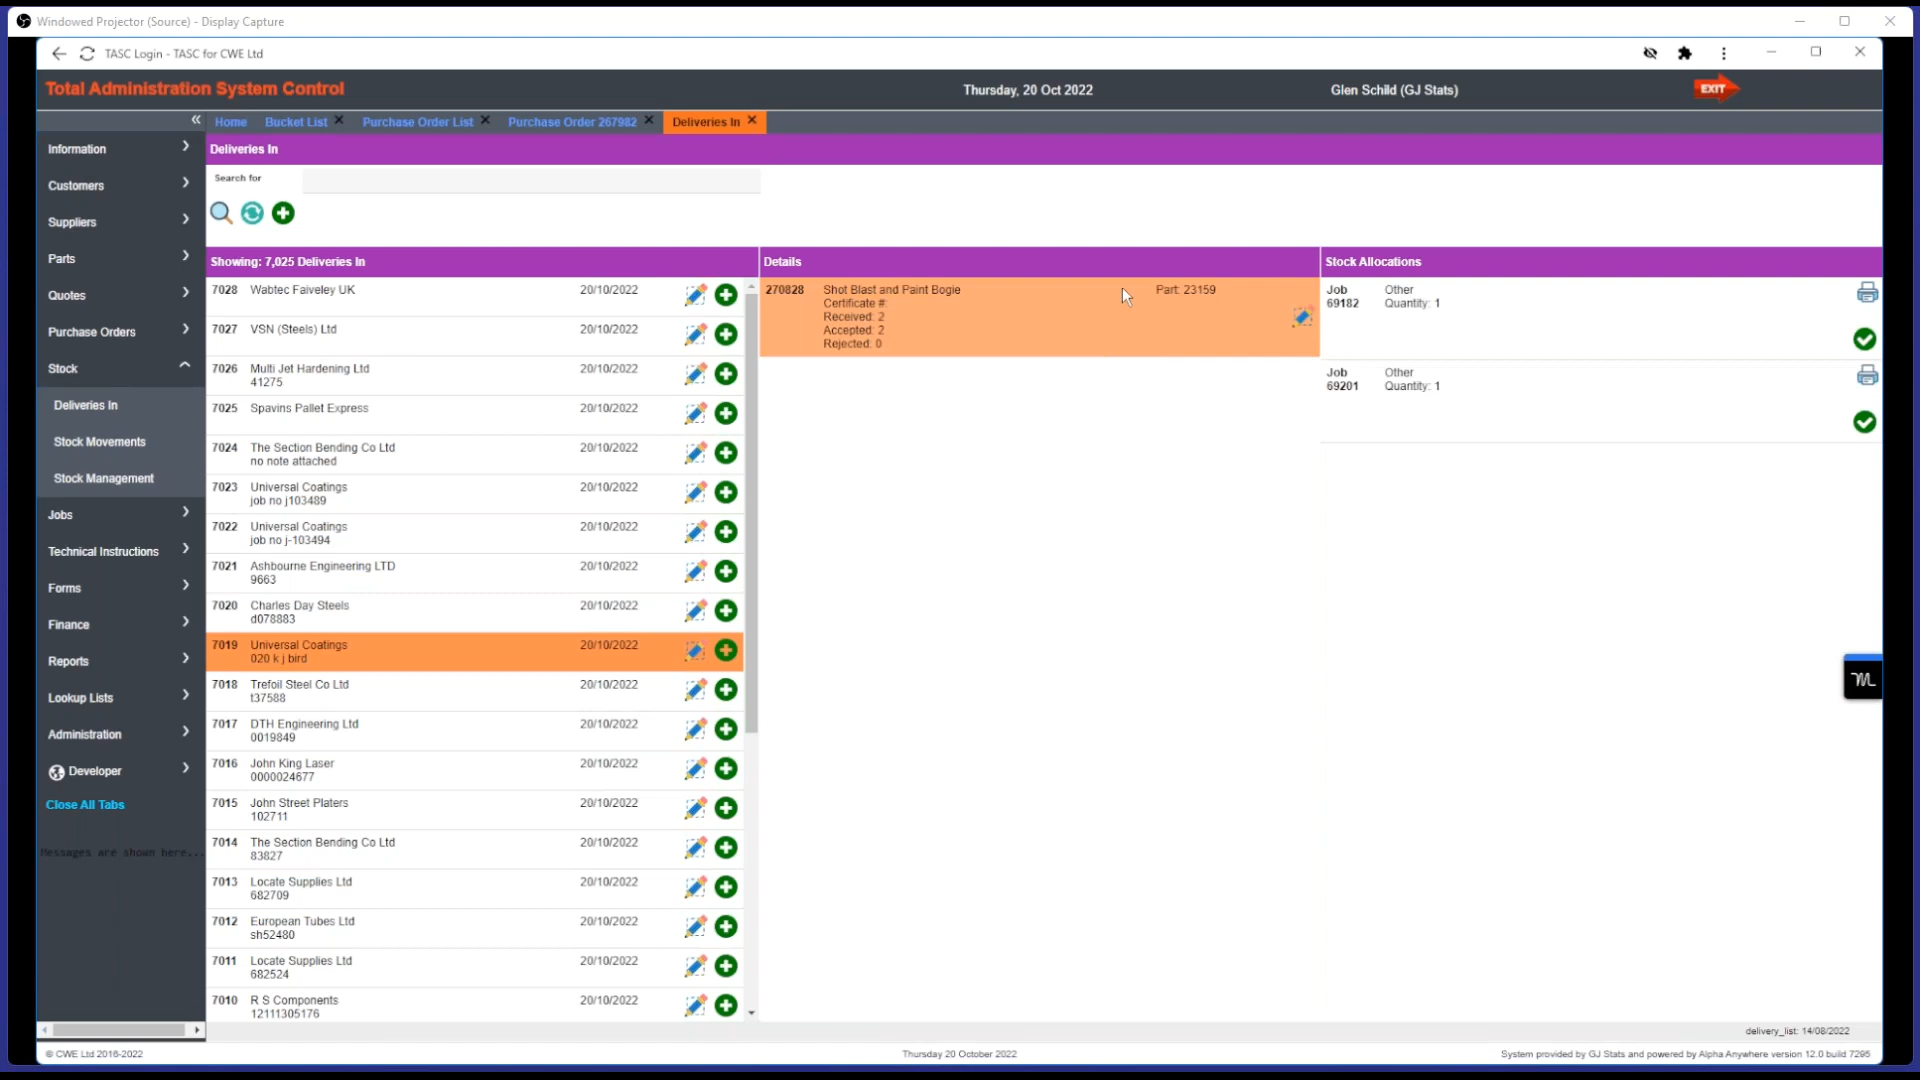 Windowed Projector (Source) - Display Capture
TASC Login - TASC for CWE Ltd
Total Administration System Control
Thursday, 20 Oct 2022
Glen Schild (GJ Stats)
EXIT
«
Home
Bucket List
Purchase Order List
Purchase Order 267982
Deliveries In
Information
Customers
Suppliers
Parts
Quotes
Purchase Orders
Stock
Deliveries In
Stock Movements
Stock Management
Jobs
Technical Instructions
Forms
Finance
Reports
Lookup Lists
Administration
Developer
Close All Tabs
Messages are shown here...
Deliveries In
Search for
Showing: 7,025 Deliveries In
7028 Wabtec Faiveley UK 20/10/2022
7027 VSN (Steels) Ltd 20/10/2022
7026 Multi Jet Hardening Ltd 20/10/2022
41275
7025 Spavins Pallet Express 20/10/2022
7024 The Section Bending Co Ltd 20/10/2022
no note attached
7023 Universal Coatings 20/10/2022
job no j103489
7022 Universal Coatings 20/10/2022
job no j-103494
7021 Ashbourne Engineering LTD 20/10/2022
9663
7020 Charles Day Steels 20/10/2022
d078883
7019 Universal Coatings 20/10/2022
020 k j bird
7018 Trefoil Steel Co Ltd 20/10/2022
t37588
7017 DTH Engineering Ltd 20/10/2022
0019849
7016 John King Laser 20/10/2022
0000024677
7015 John Street Platers 20/10/2022
102711
7014 The Section Bending Co Ltd 20/10/2022
83827
7013 Locate Supplies Ltd 20/10/2022
682709
7012 European Tubes Ltd 20/10/2022
sh52480
7011 Locate Supplies Ltd 20/10/2022
682524
7010 R S Components 20/10/2022
12111305176
Details
270828 Shot Blast and Paint Bogie Part: 23159
Certificate #:
Received: 2
Accepted: 2
Rejected: 0
Stock Allocations
Job Other
69182 Quantity: 1
Job Other
69201 Quantity: 1
delivery_list: 14/08/2022
© CWE Ltd 2016-2022
Thursday 20 October 2022
System provided by GJ Stats and powered by Alpha Anywhere version 12.0 build 7295